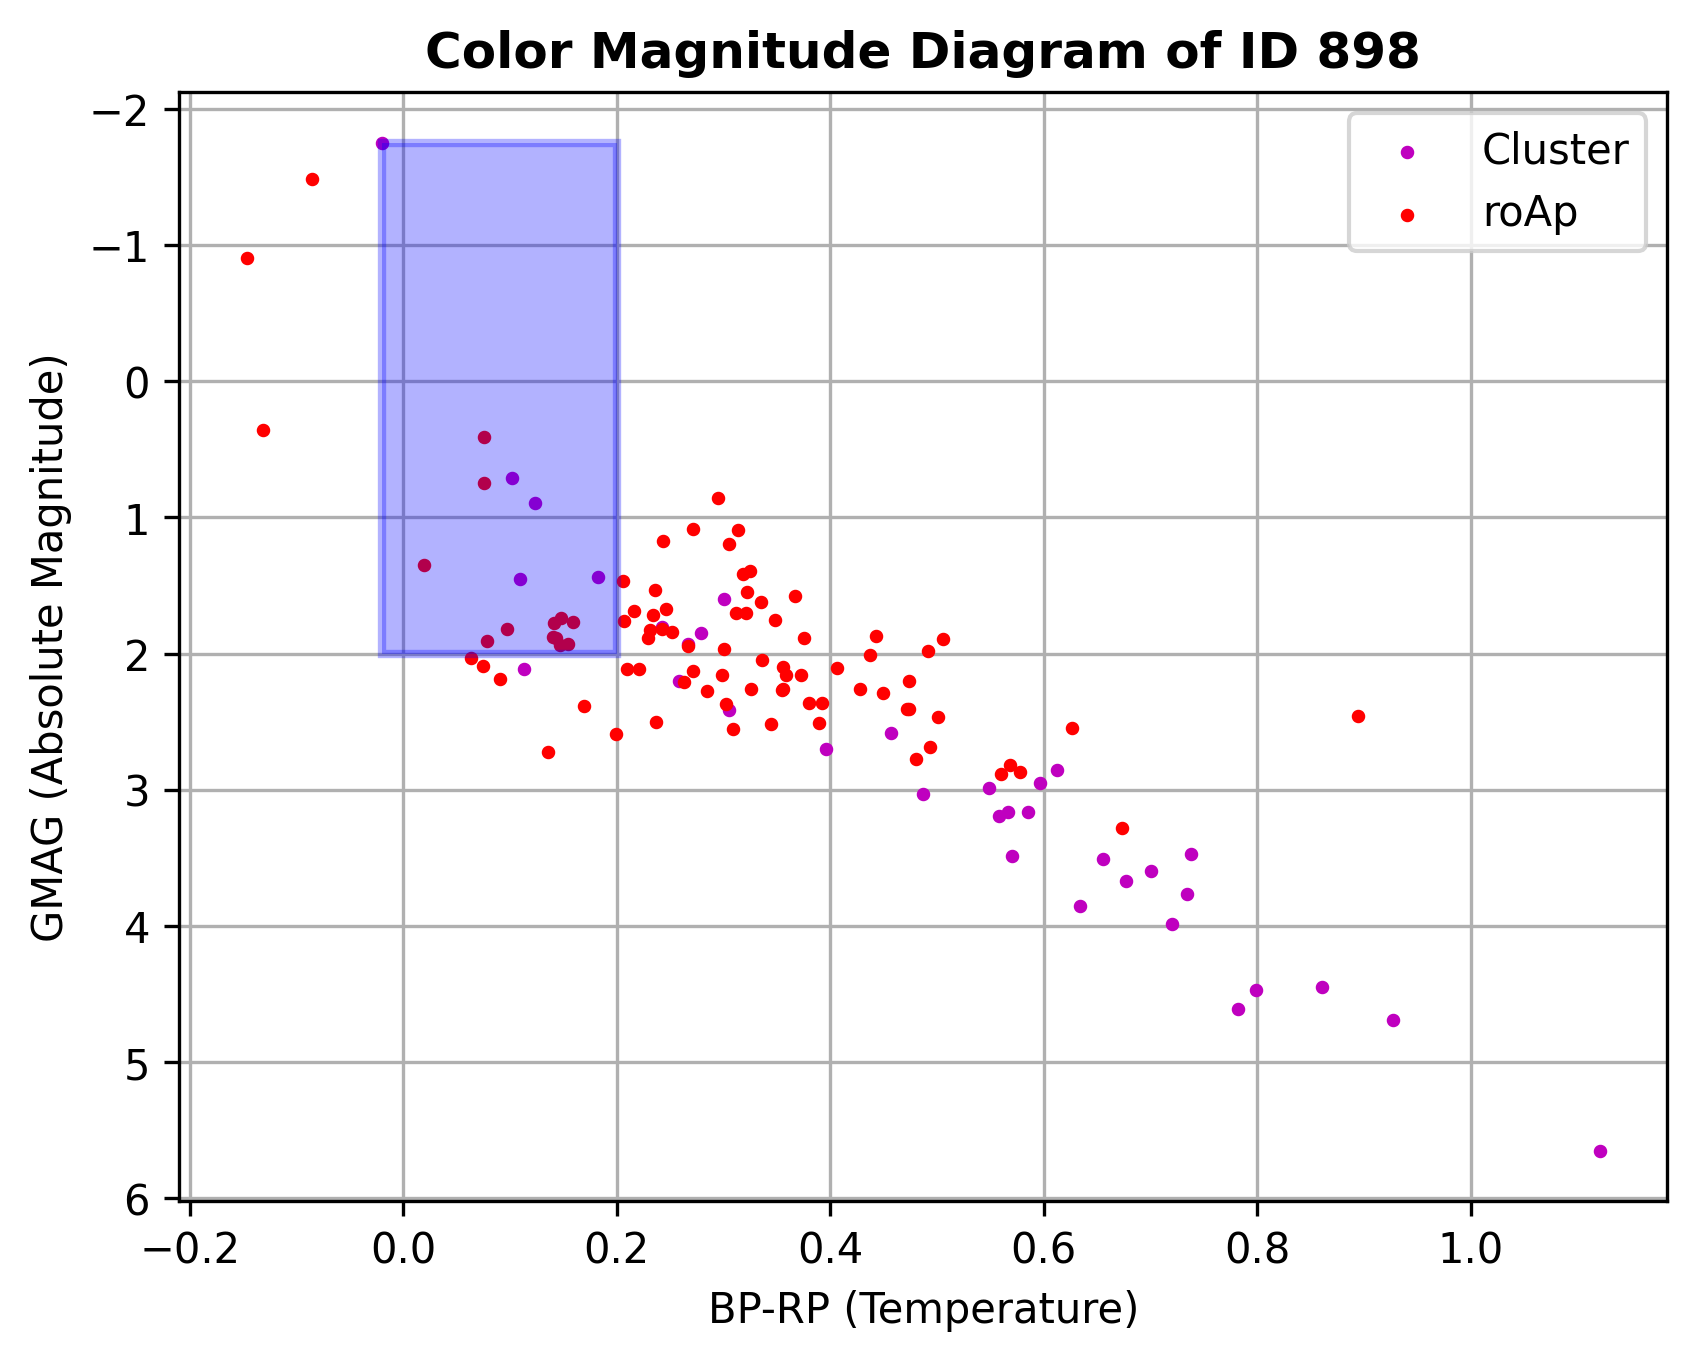 Color Magnitude Diagram of ID 898
Cluster
roAp
GMAG (Absolute Magnitude)
−2
−1
0
1
2
3
4
5
6
−0.2 0.0 0.2 0.4 0.6 0.8 1.0
BP-RP (Temperature)